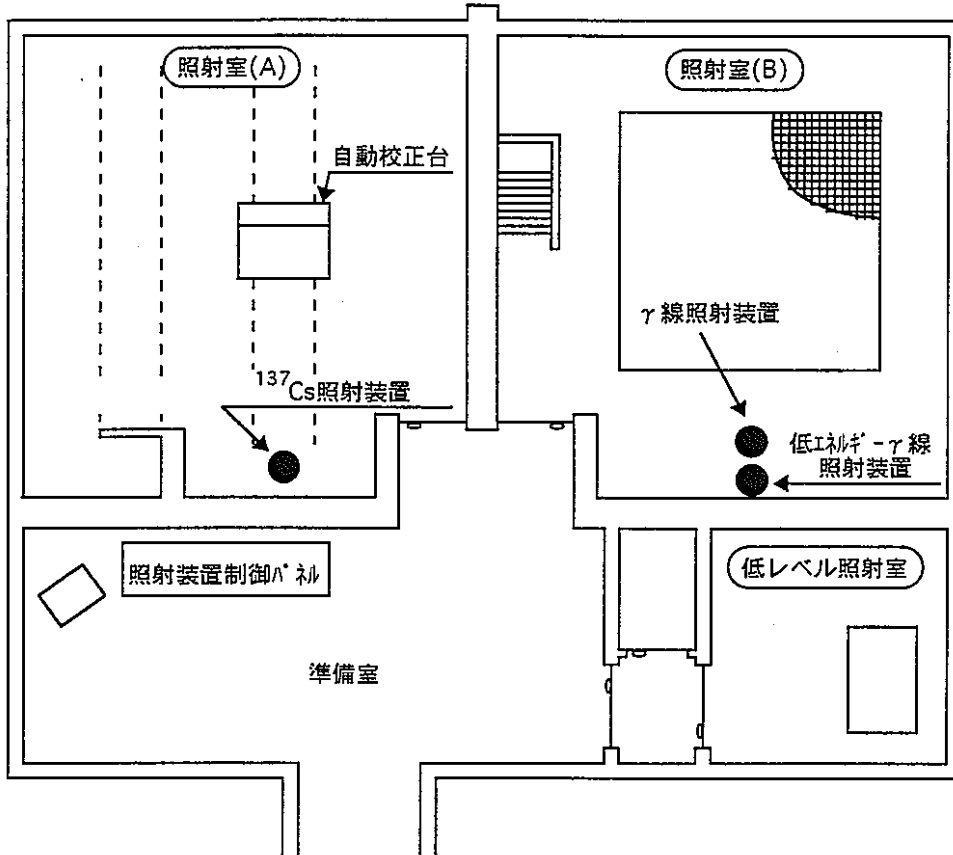 照射室(A)
照射室(B)
自動校正台
γ線照射装置
137Cs照射装置
低エネルギーγ線
照射装置
照射装置制御パネル
低レベル照射室
準備室